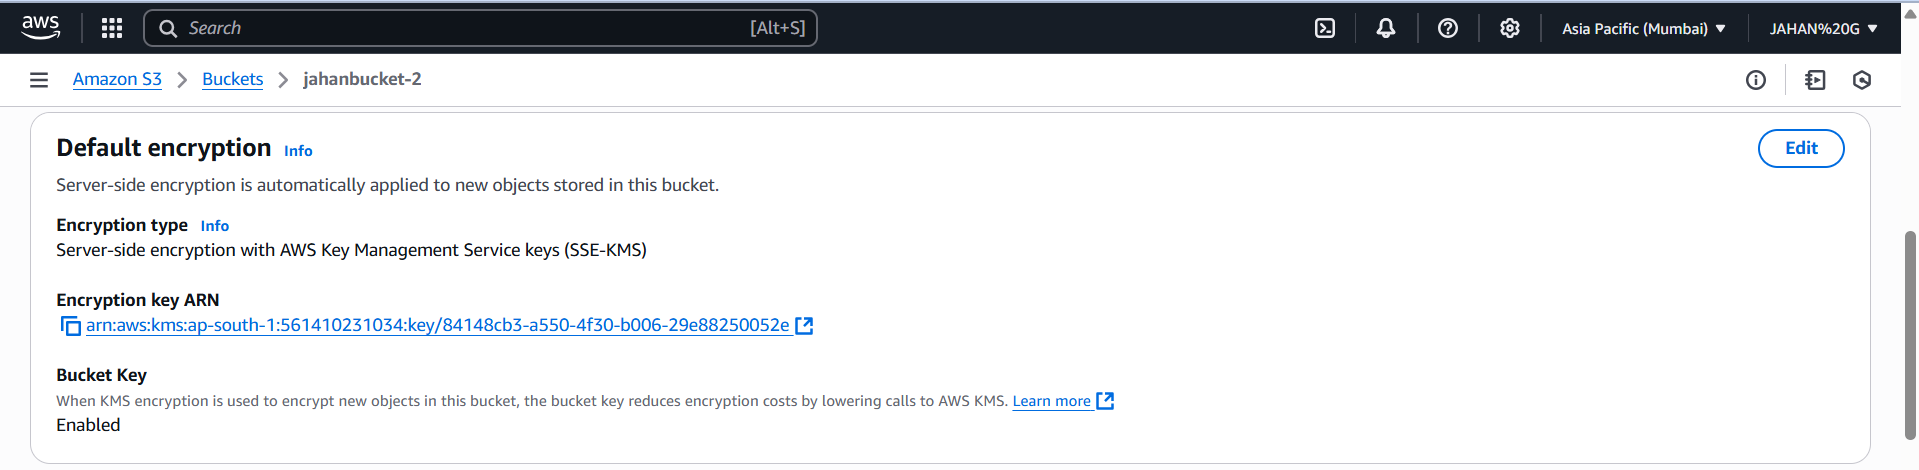 aws
Search [Alt+S] Asia Pacific (Mumbai) JAHAN%20G
Amazon S3 > Buckets > jahanbucket-2
Default encryption Info Edit
Server-side encryption is automatically applied to new objects stored in this bucket.
Encryption type Info
Server-side encryption with AWS Key Management Service keys (SSE-KMS)
Encryption key ARN
arn:aws:kms:ap-south-1:561410231034:key/84148cb3-a550-4f30-b006-29e88250052e
Bucket Key
When KMS encryption is used to encrypt new objects in this bucket, the bucket key reduces encryption costs by lowering calls to AWS KMS. Learn more
Enabled